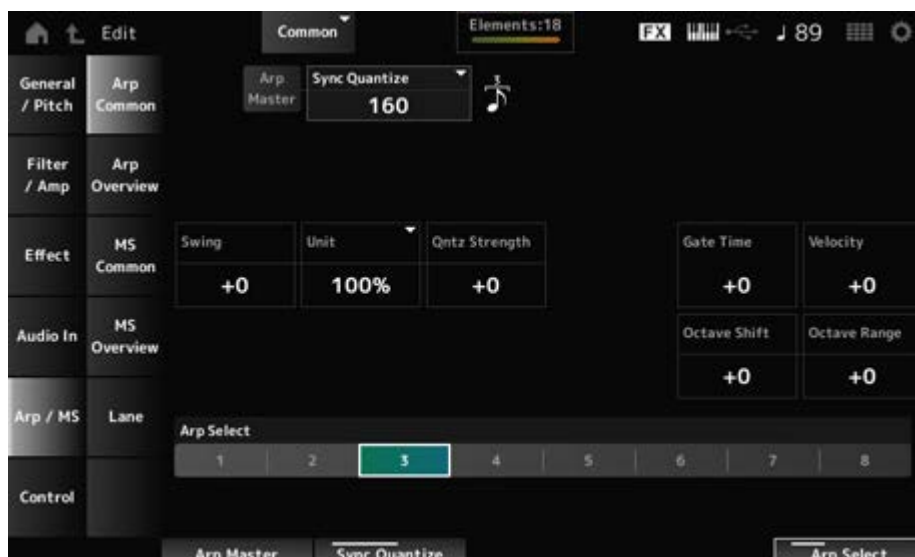 Edit
Common
Elements:18
FX
89
General / Pitch
Arp Common
Arp Master
Sync Quantize
160
3
Filter / Amp
Arp Overview
Effect
MS Common
Swing
Unit
Qntz Strength
Gate Time
Velocity
+0
100%
+0
+0
+0
Audio In
MS Overview
Octave Shift
Octave Range
+0
+0
Arp / MS
Lane
Arp Select
1 2 3 4 5 6 7 8
Control
Arp Master
Sync Quantize
Arp Select